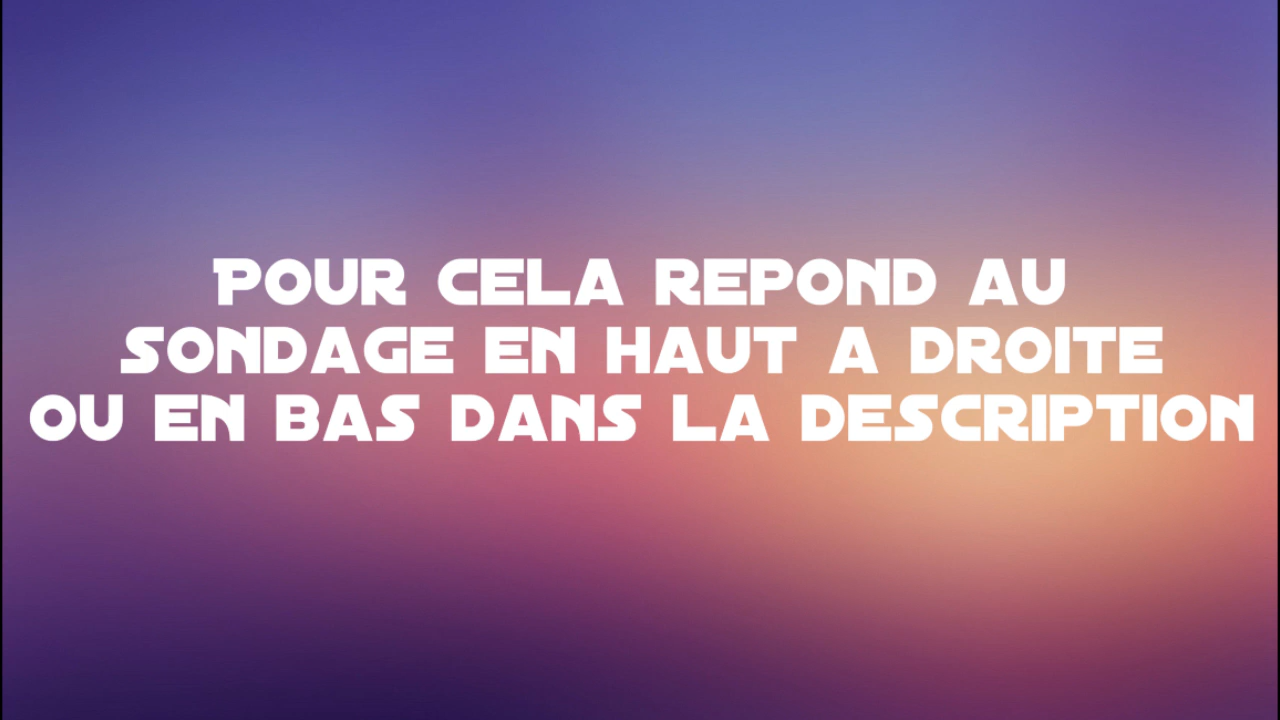 POUR CELA REPOND AU
SONDAGE EN HAUT A DROITE
OU EN BAS DANS LA DESCRIPTION